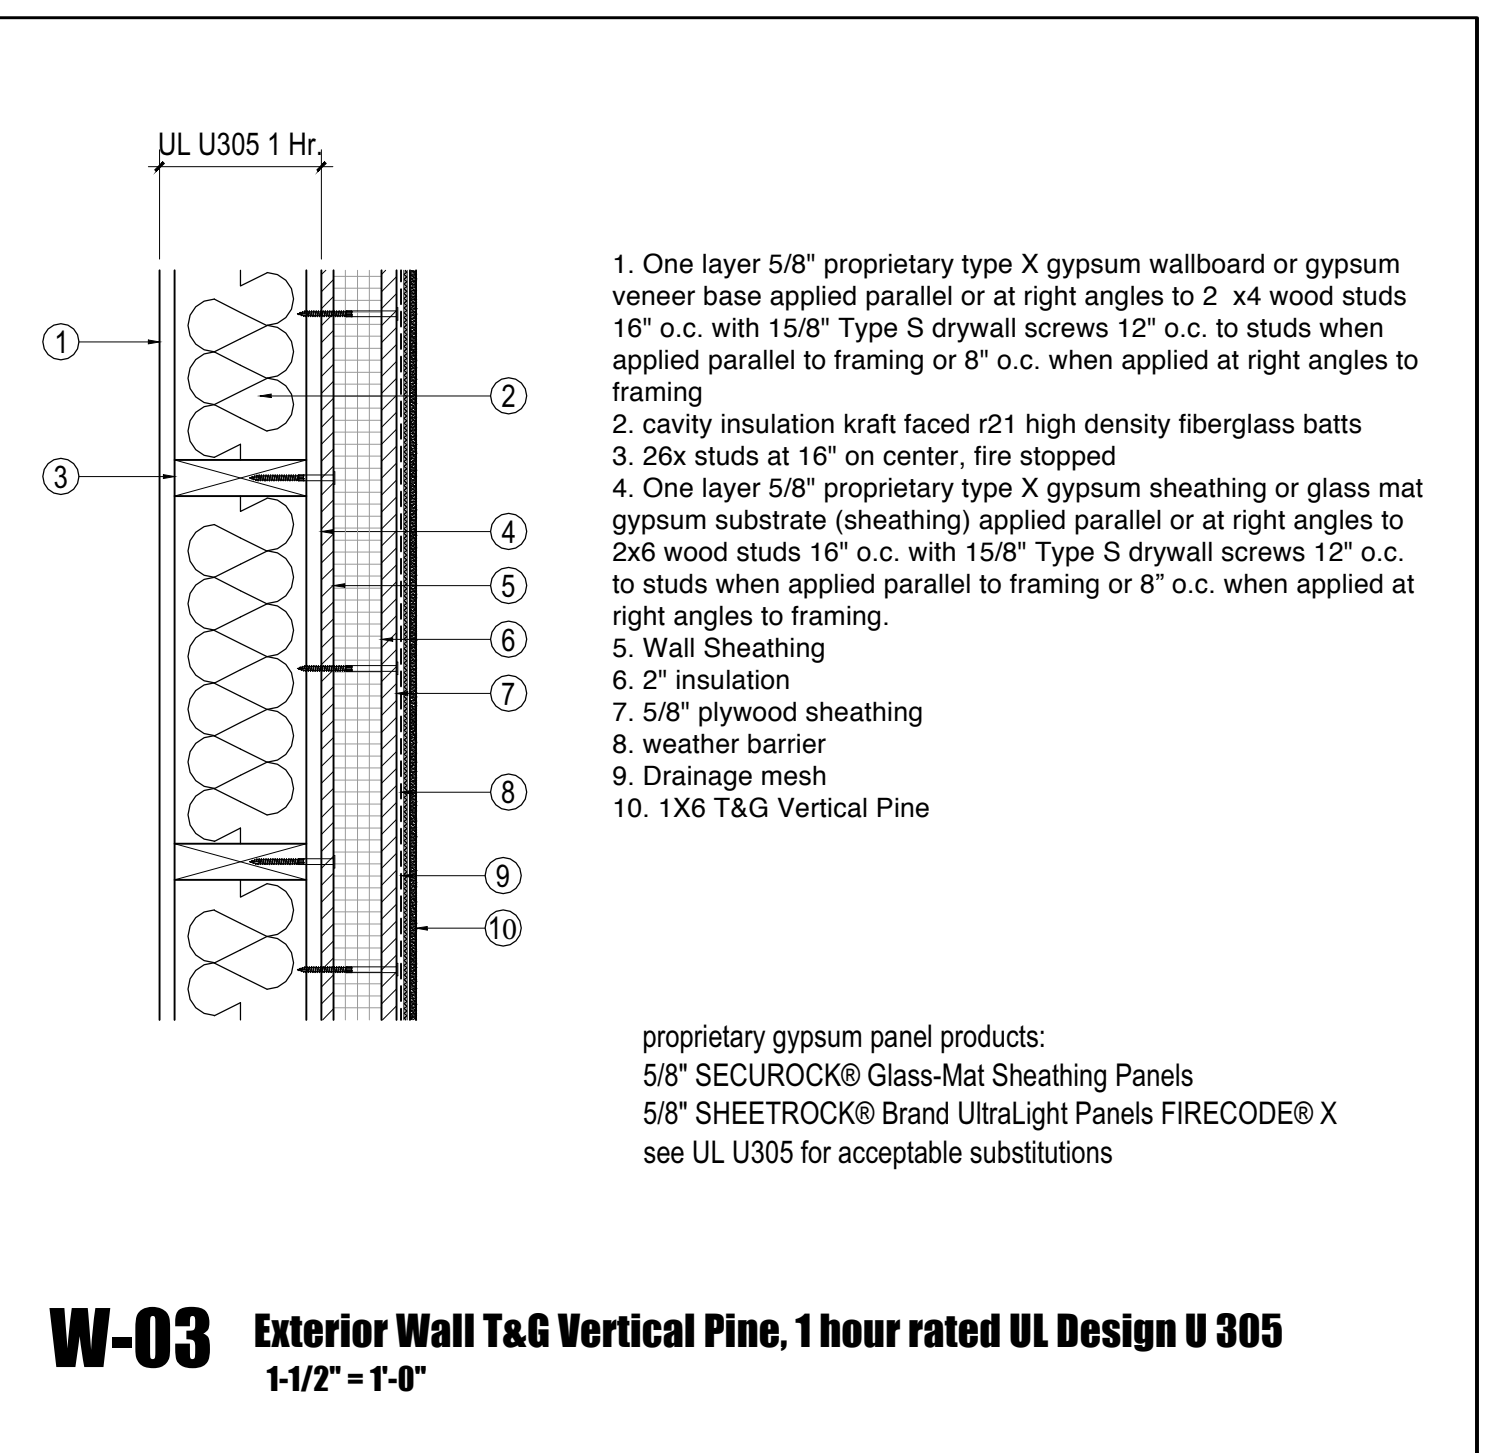 UL U305 1 Hr.
1
2
3
4
5
6
7
8
9
10
1. One layer 5/8" proprietary type X gypsum wallboard or gypsum
veneer base applied parallel or at right angles to 2 x4 wood studs
16" o.c. with 15/8" Type S drywall screws 12" o.c. to studs when
applied parallel to framing or 8" o.c. when applied at right angles to
framing
2. cavity insulation kraft faced r21 high density fiberglass batts
3. 26x studs at 16" on center, fire stopped
4. One layer 5/8" proprietary type X gypsum sheathing or glass mat
gypsum substrate (sheathing) applied parallel or at right angles to
2x6 wood studs 16" o.c. with 15/8" Type S drywall screws 12" o.c.
to studs when applied parallel to framing or 8” o.c. when applied at
right angles to framing.
5. Wall Sheathing
6. 2" insulation
7. 5/8" plywood sheathing
8. weather barrier
9. Drainage mesh
10. 1X6 T&G Vertical Pine
proprietary gypsum panel products:
5/8" SECUROCK® Glass-Mat Sheathing Panels
5/8" SHEETROCK® Brand UltraLight Panels FIRECODE® X
see UL U305 for acceptable substitutions
W-03 Exterior Wall T&G Vertical Pine, 1 hour rated UL Design U 305
1-1/2" = 1'-0"